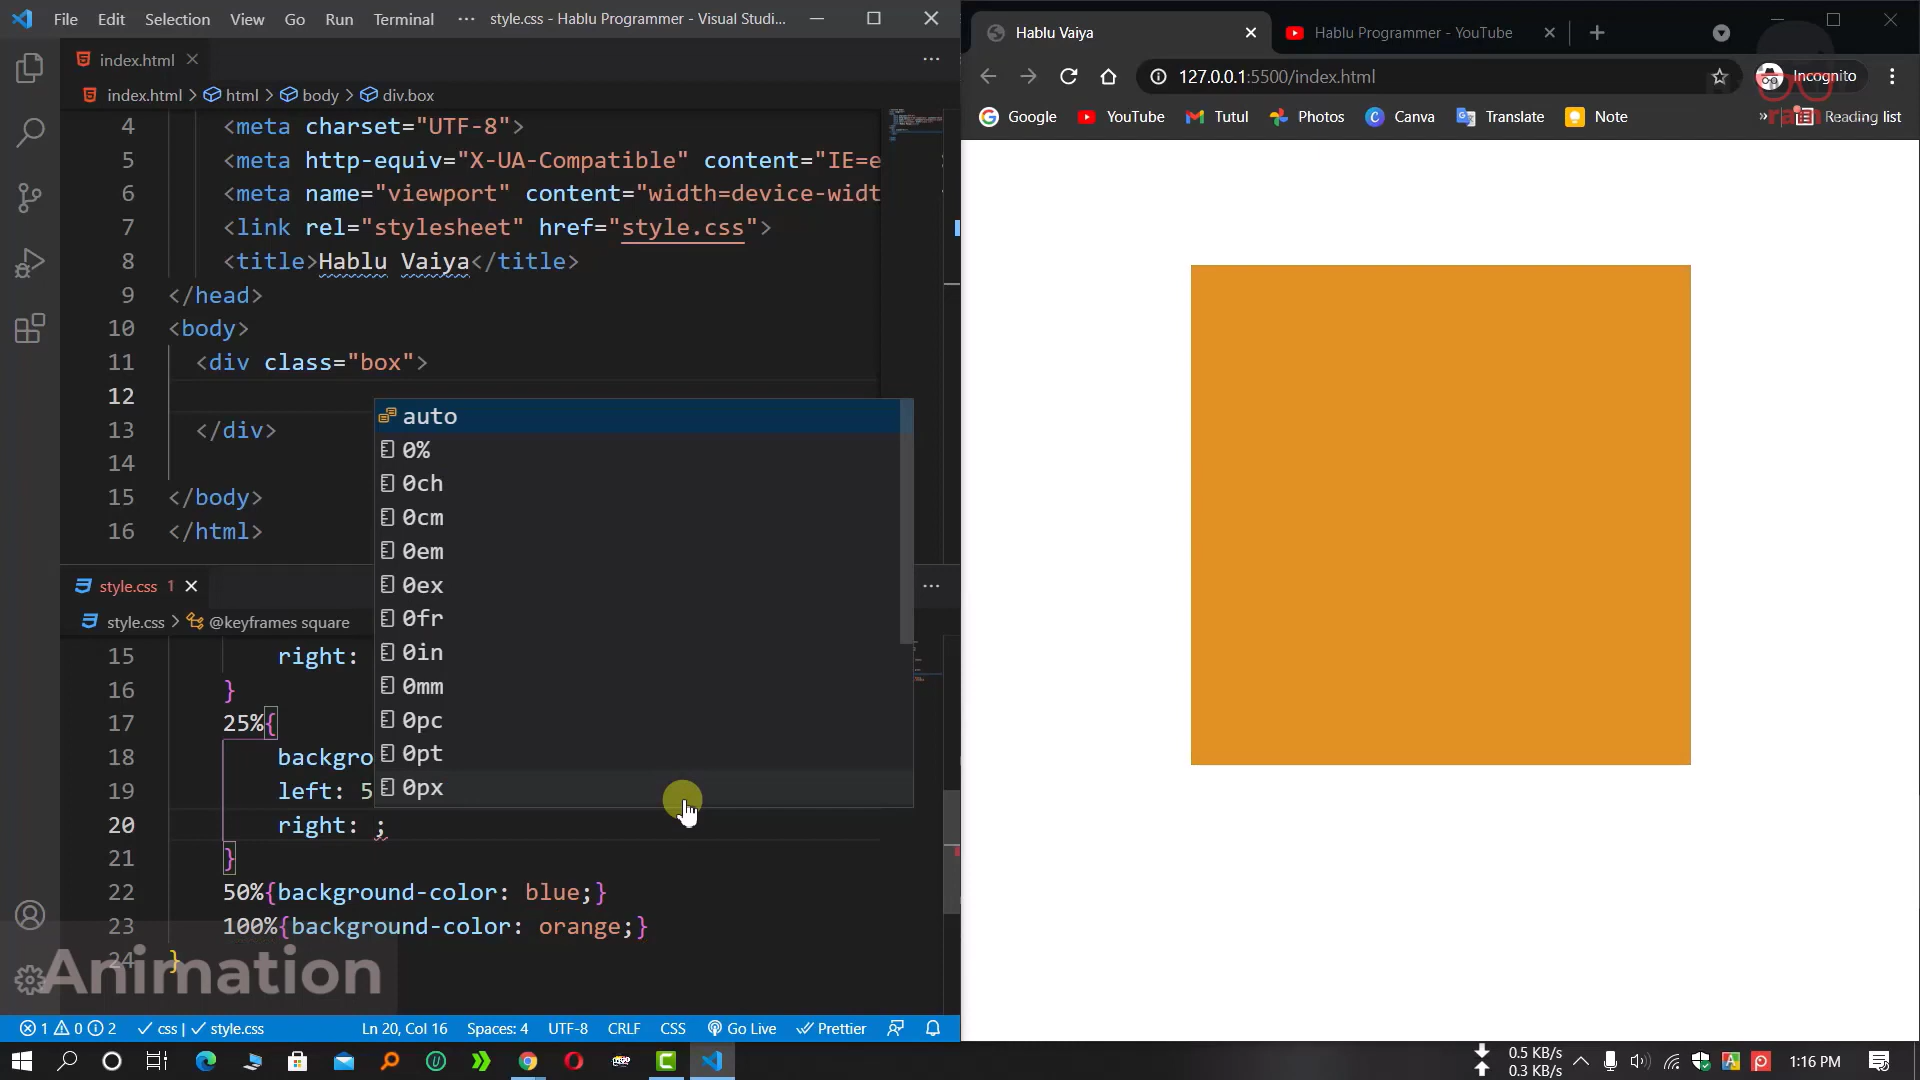 File Edit Selection View Go Run Terminal ··· style.css - Hablu Programmer - Visual Studi...
index.html
index.html > html > body > div.box
4 <meta charset="UTF-8">
5 <meta http-equiv="X-UA-Compatible" content="IE=e
6 <meta name="viewport" content="width=device-widt
7 <link rel="stylesheet" href="style.css">
8 <title>Hablu Vaiya</title>
9 </head>
10 <body>
11 <div class="box">
12
13 </div>
14
15 </body>
16 </html>
auto
0%
0ch
0cm
0em
0ex
0fr
0in
0mm
0pc
0pt
0px
style.css 1
style.css > @keyframes square
15 right:
16 }
17 25%{
18 backgro
19 left: 5
20 right: ;
21 }
22 50%{background-color: blue;}
23 100%{background-color: orange;}
24 }
Animation
1 0 2 css | style.css Ln 20, Col 16 Spaces: 4 UTF-8 CRLF CSS Go Live Prettier
Hablu Vaiya
Hablu Programmer - YouTube
127.0.0.1:5500/index.html
Incognito
Google YouTube Tutul Photos Canva Translate Note » Reading list
0.5 KB/s
0.3 KB/s
1:16 PM